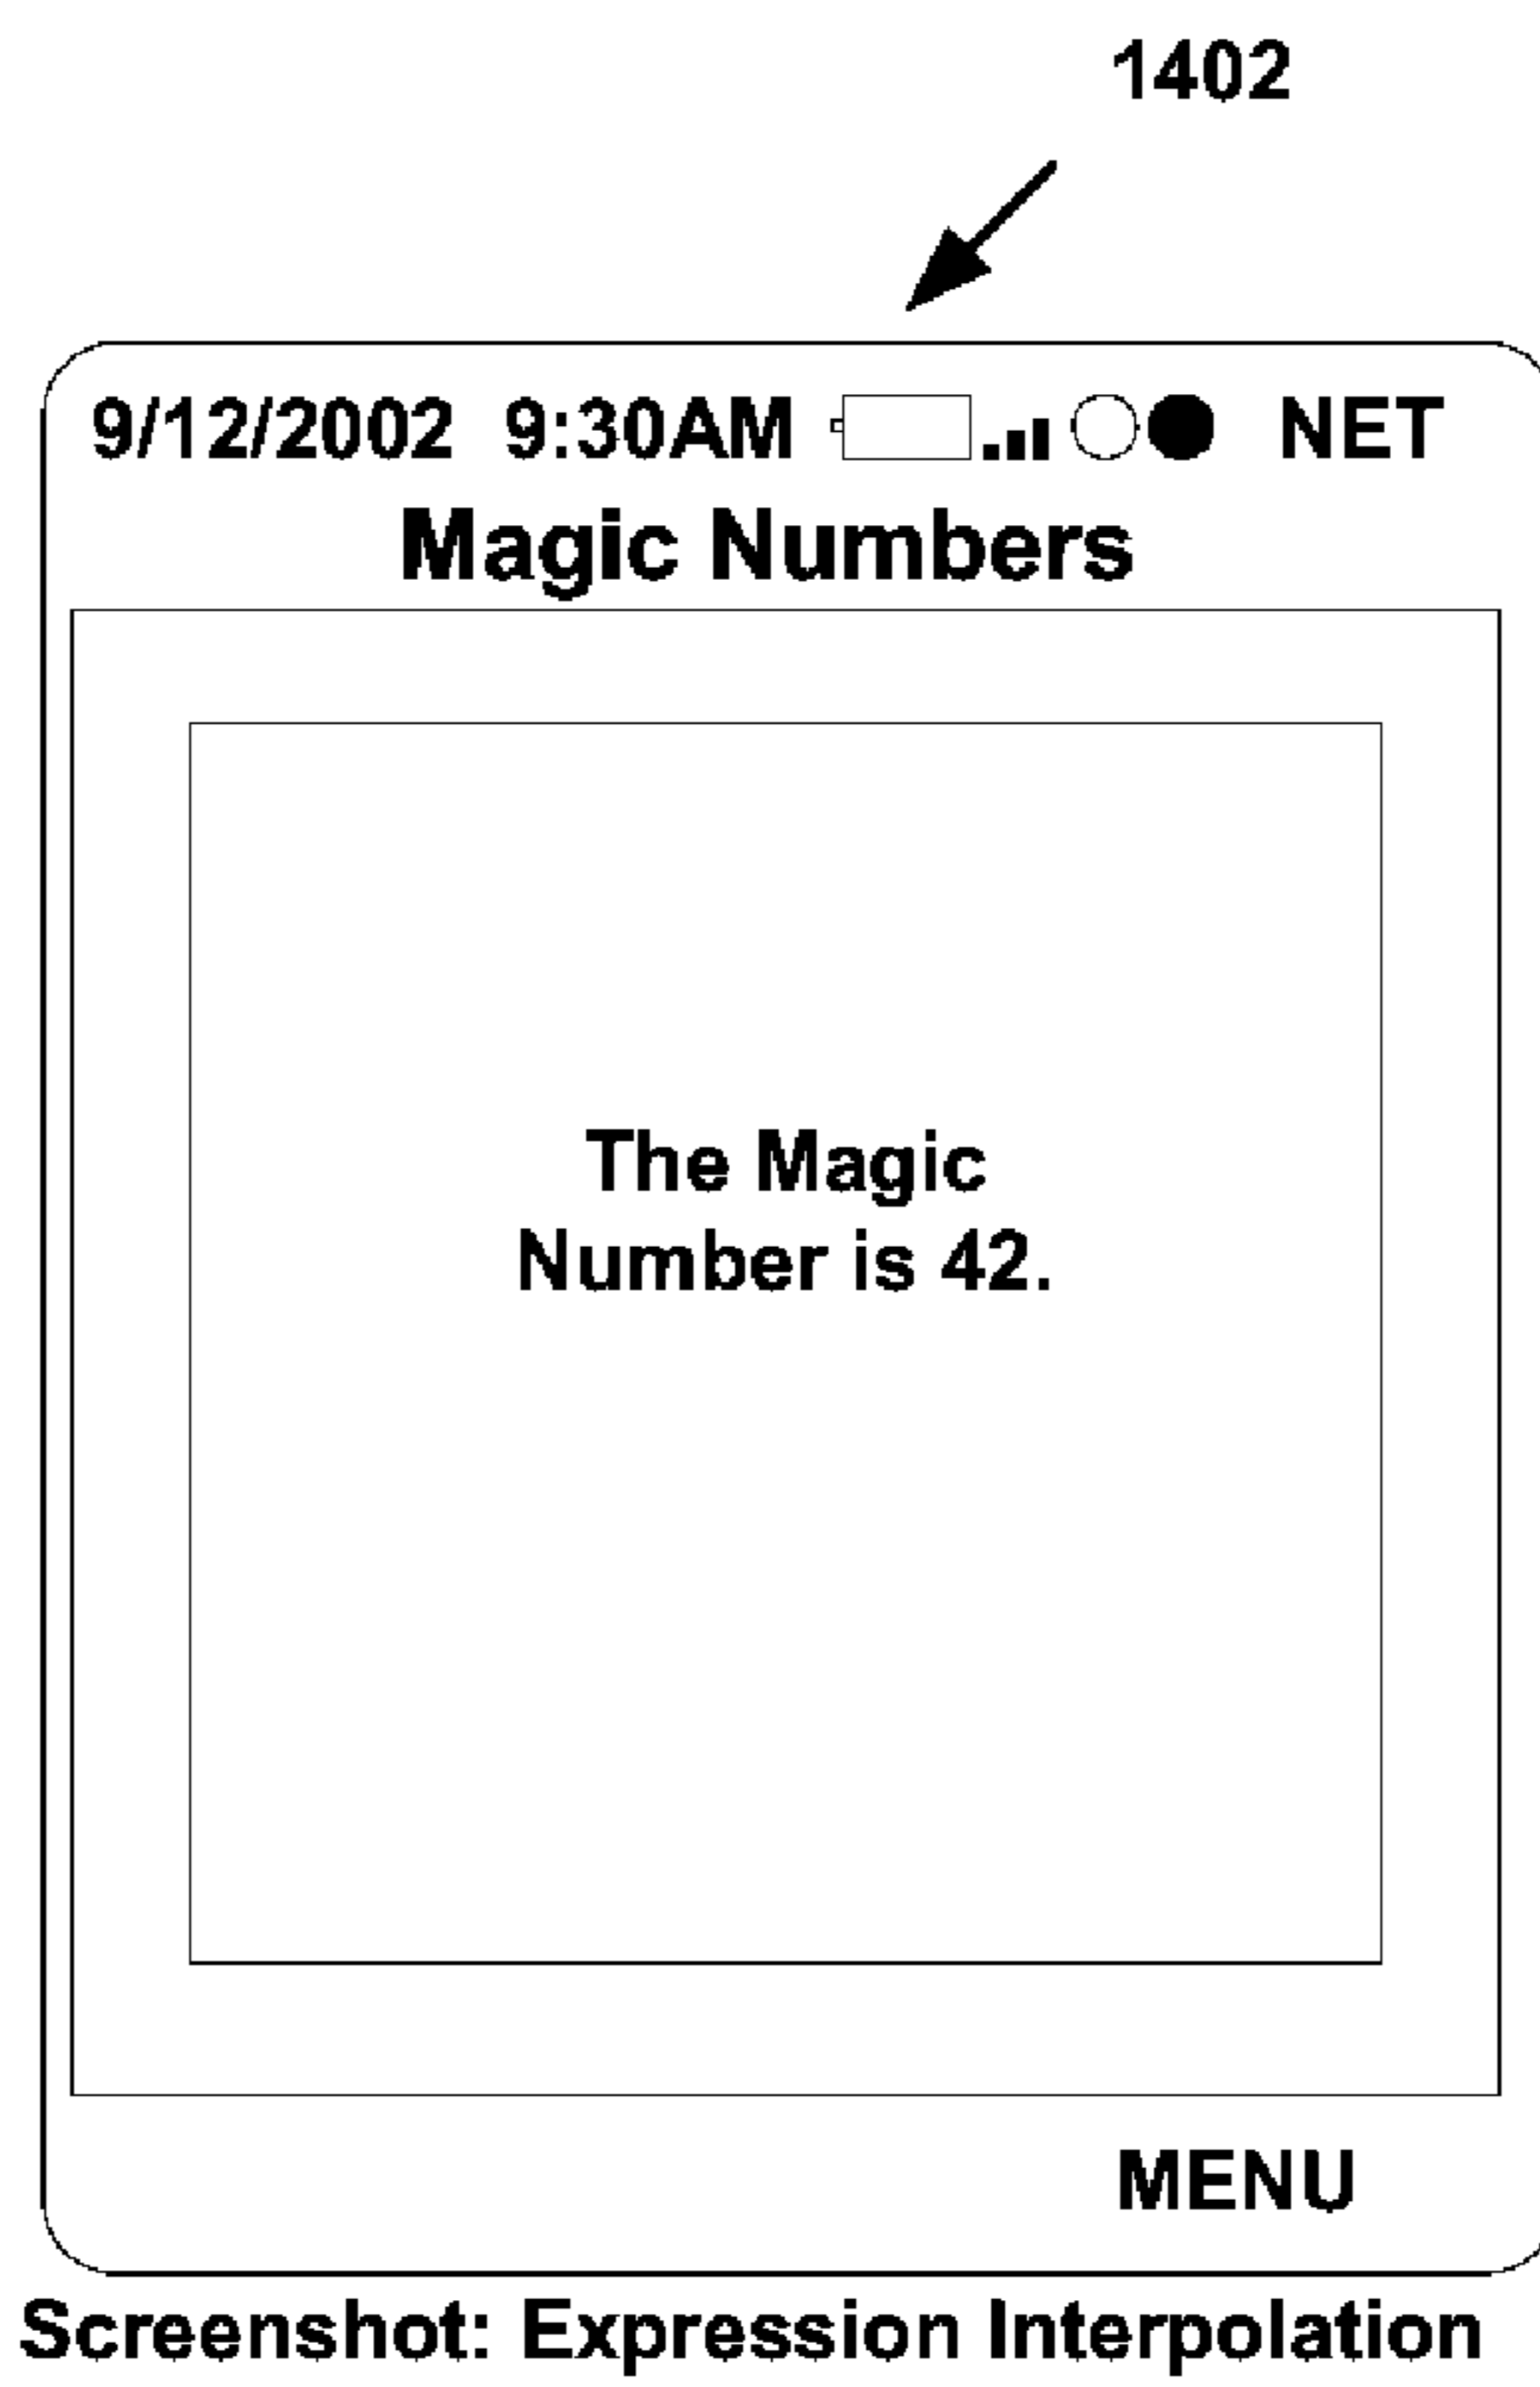 1402
9/12/2002 9:30AM NET
Magic Numbers
The Magic
Number is 42.
MENU
Screenshot: Expression Interpolation